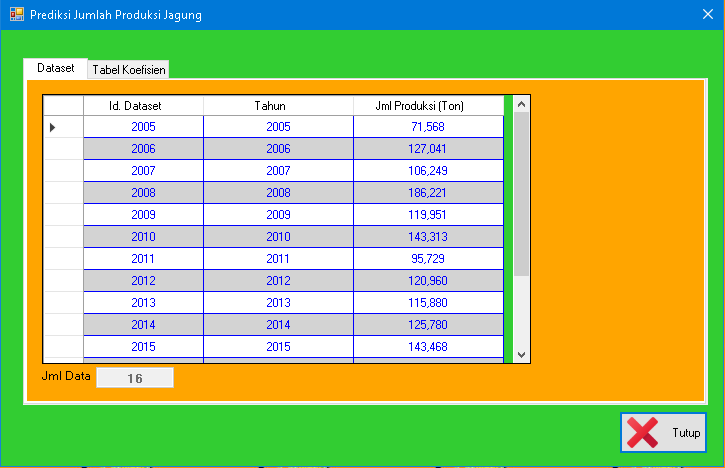 Prediksi Jumlah Produksi Jagung
Dataset Tabel Koefisien
Id. Dataset Tahun Jml Produksi (Ton)
2005 2005 71,568
2006 2006 127,041
2007 2007 106,249
2008 2008 186,221
2009 2009 119,951
2010 2010 143,313
2011 2011 95,729
2012 2012 120,960
2013 2013 115,880
2014 2014 125,780
2015 2015 143,468
Jml Data 16
Tutup